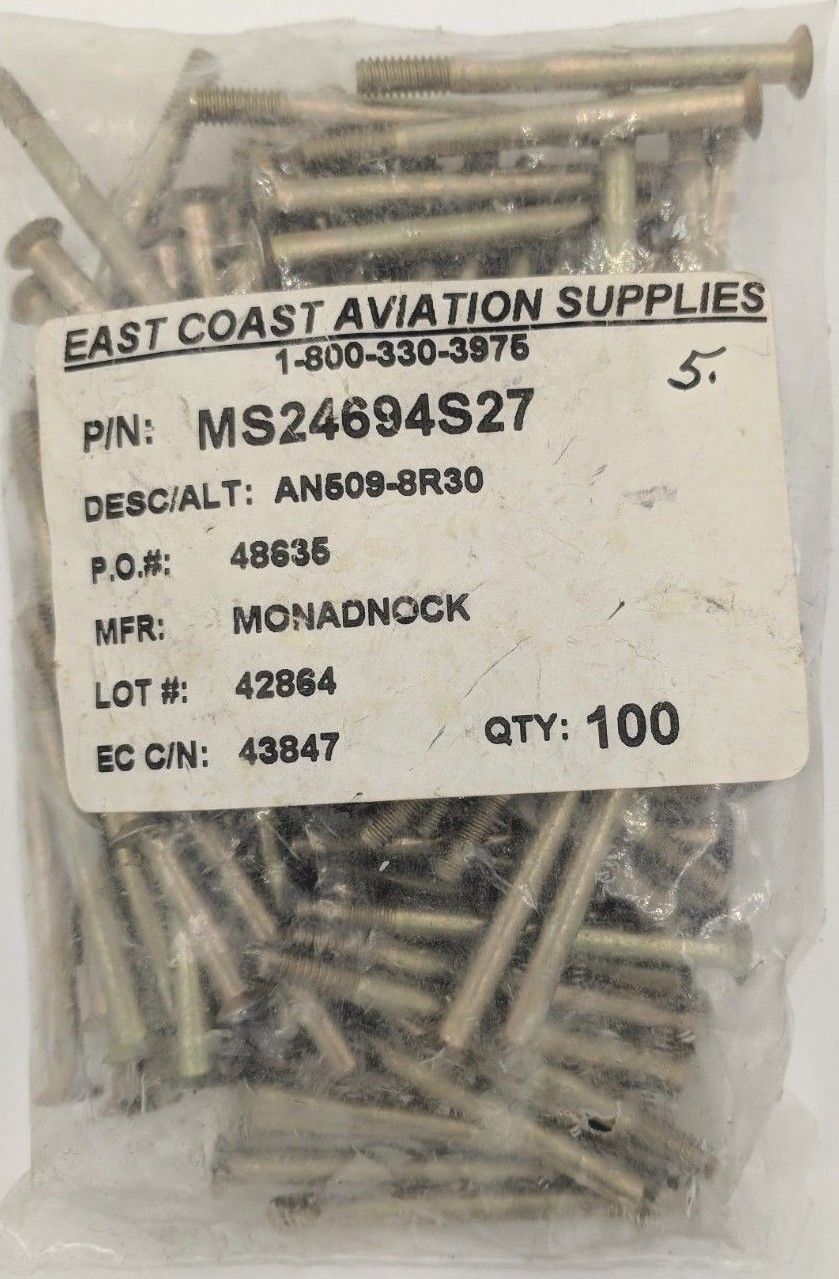 EAST COAST AVIATION SUPPLIES
1-800-330-3975
5.
P/N: MS24694S27
DESC/ALT: AN509-8R30
P.O.#: 48635
MFR: MONADNOCK
LOT #: 42864
EC C/N: 43847 QTY: 100